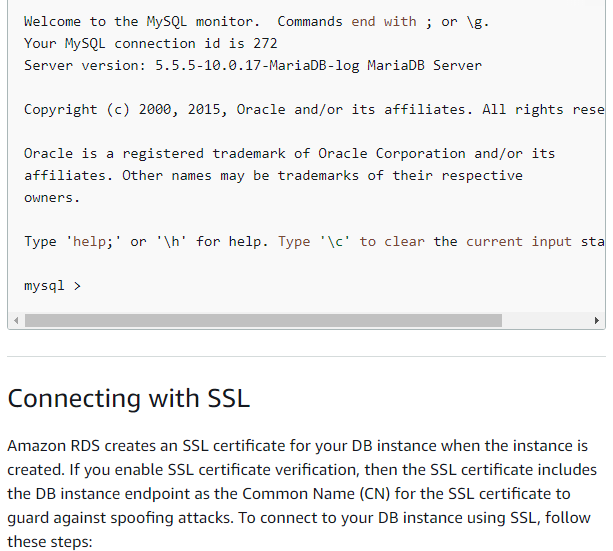 Welcome to the MySQL monitor.  Commands end with ; or \g.
Your MySQL connection id is 272
Server version: 5.5.5-10.0.17-MariaDB-log MariaDB Server
Copyright (c) 2000, 2015, Oracle and/or its affiliates. All rights rese
Oracle is a registered trademark of Oracle Corporation and/or its
affiliates. Other names may be trademarks of their respective
owners.
Type 'help;' or '\h' for help. Type '\c' to clear the current input sta
mysql >
Connecting with SSL
Amazon RDS creates an SSL certificate for your DB instance when the instance is
created. If you enable SSL certificate verification, then the SSL certificate includes
the DB instance endpoint as the Common Name (CN) for the SSL certificate to
guard against spoofing attacks. To connect to your DB instance using SSL, follow
these steps: